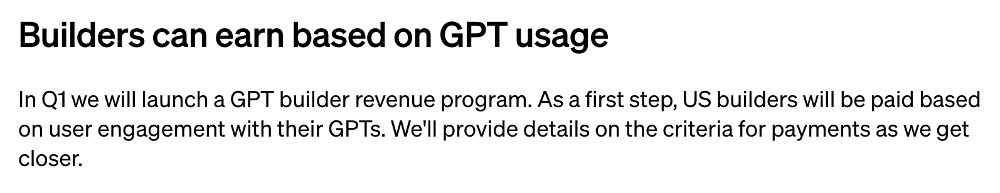 Builders can earn based on GPT usage
In Q1 we will launch a GPT builder revenue program. As a first step, US builders will be paid based
on user engagement with their GPTs. We'll provide details on the criteria for payments as we get
closer.